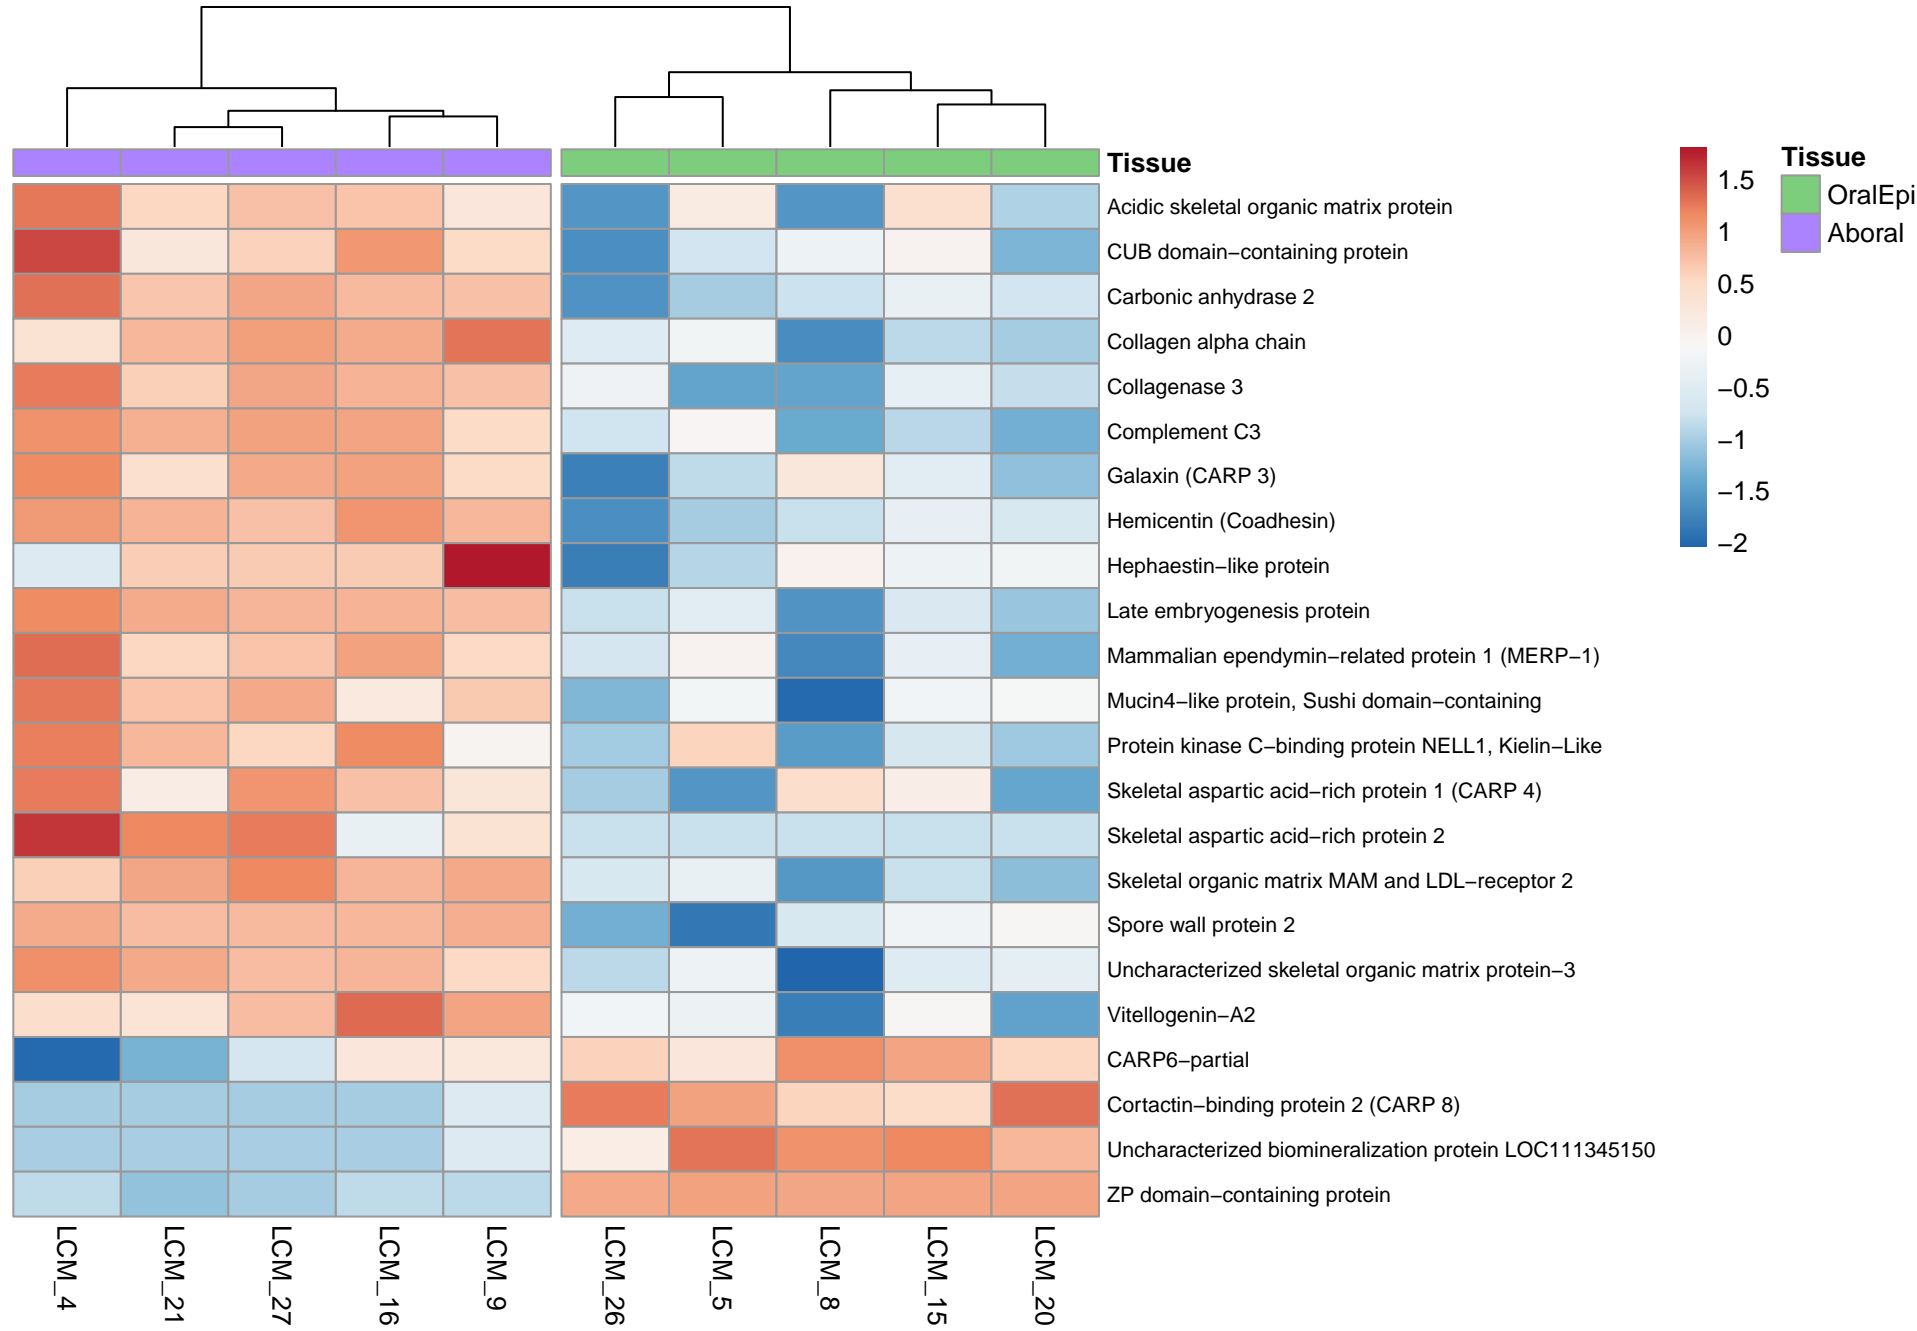 Tissue
Acidic skeletal organic matrix protein
CUB domain−containing protein
Carbonic anhydrase 2
Collagen alpha chain
Collagenase 3
Complement C3
Galaxin (CARP 3)
Hemicentin (Coadhesin)
Hephaestin−like protein
Late embryogenesis protein
Mammalian ependymin−related protein 1 (MERP−1)
Mucin4−like protein, Sushi domain−containing
Protein kinase C−binding protein NELL1, Kielin−Like
Skeletal aspartic acid−rich protein 1 (CARP 4)
Skeletal aspartic acid−rich protein 2
Skeletal organic matrix MAM and LDL−receptor 2
Spore wall protein 2
Uncharacterized skeletal organic matrix protein−3
Vitellogenin−A2
CARP6−partial
Cortactin−binding protein 2 (CARP 8)
Uncharacterized biomineralization protein LOC111345150
ZP domain−containing protein
LCM_4
LCM_21
LCM_27
LCM_16
LCM_9
LCM_26
LCM_5
LCM_8
LCM_15
LCM_20
1.5
1
0.5
0
−0.5
−1
−1.5
−2
Tissue
OralEpi
Aboral